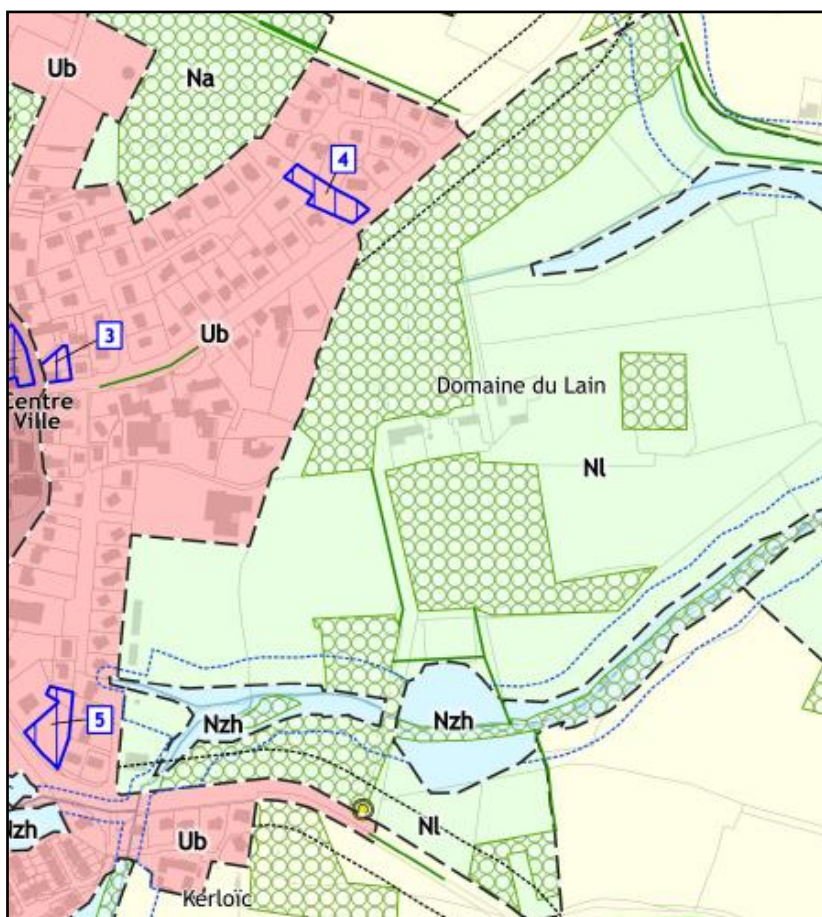 Ub
Na
4
Ub
3
Centre
Ville
Domaine du Lain
Nl
5
Nzh
Nzh
Nzh
Nl
Ub
Kerloïc